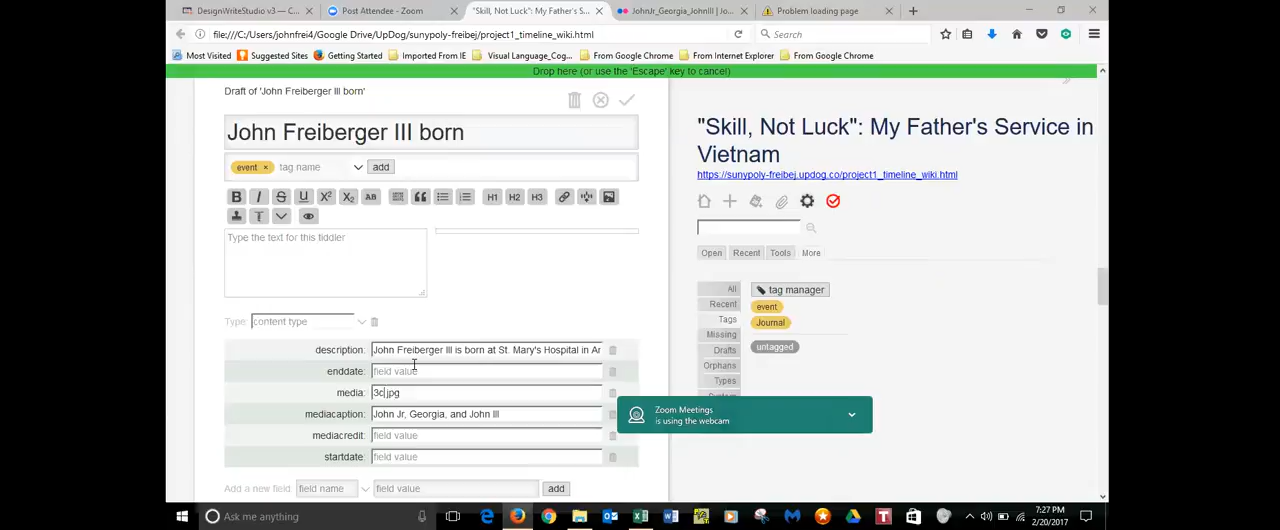 DesignWriteStudio v3 — C...
Post Attendee - Zoom
"Skill, Not Luck": My Father's S...
JohnJr_Georgia_JohnIII | Jo...
Problem loading page
file:///C:/Users/johnfrei4/Google Drive/UpDog/sunypoly-freibej/project1_timeline_wiki.html
Search
Most Visited
Suggested Sites
Getting Started
Imported From IE
Visual Language_Cog...
From Google Chrome
From Internet Explorer
From Google Chrome
Drop here (or use the 'Escape' key to cancel)
Draft of 'John Freiberger III born'
John Freiberger III born
event ×
tag name
add
B I S U X² X₂ AB
H1 H2 H3
Type the text for this tiddler
Type: content type
description: John Freiberger III is born at St. Mary's Hospital in Ar
enddate: field value
media: 3c.jpg
mediacaption: John Jr, Georgia, and John III
mediacredit: field value
startdate: field value
Add a new field: field name field value add
"Skill, Not Luck": My Father's Service in
Vietnam
https://sunypoly-freibej.updog.co/project1_timeline_wiki.html
Open Recent Tools More
All
Recent
Tags
Missing
Drafts
Orphans
Types
tag manager
event
Journal
untagged
Zoom Meetings
is using the webcam
Ask me anything
7:27 PM
2/20/2017